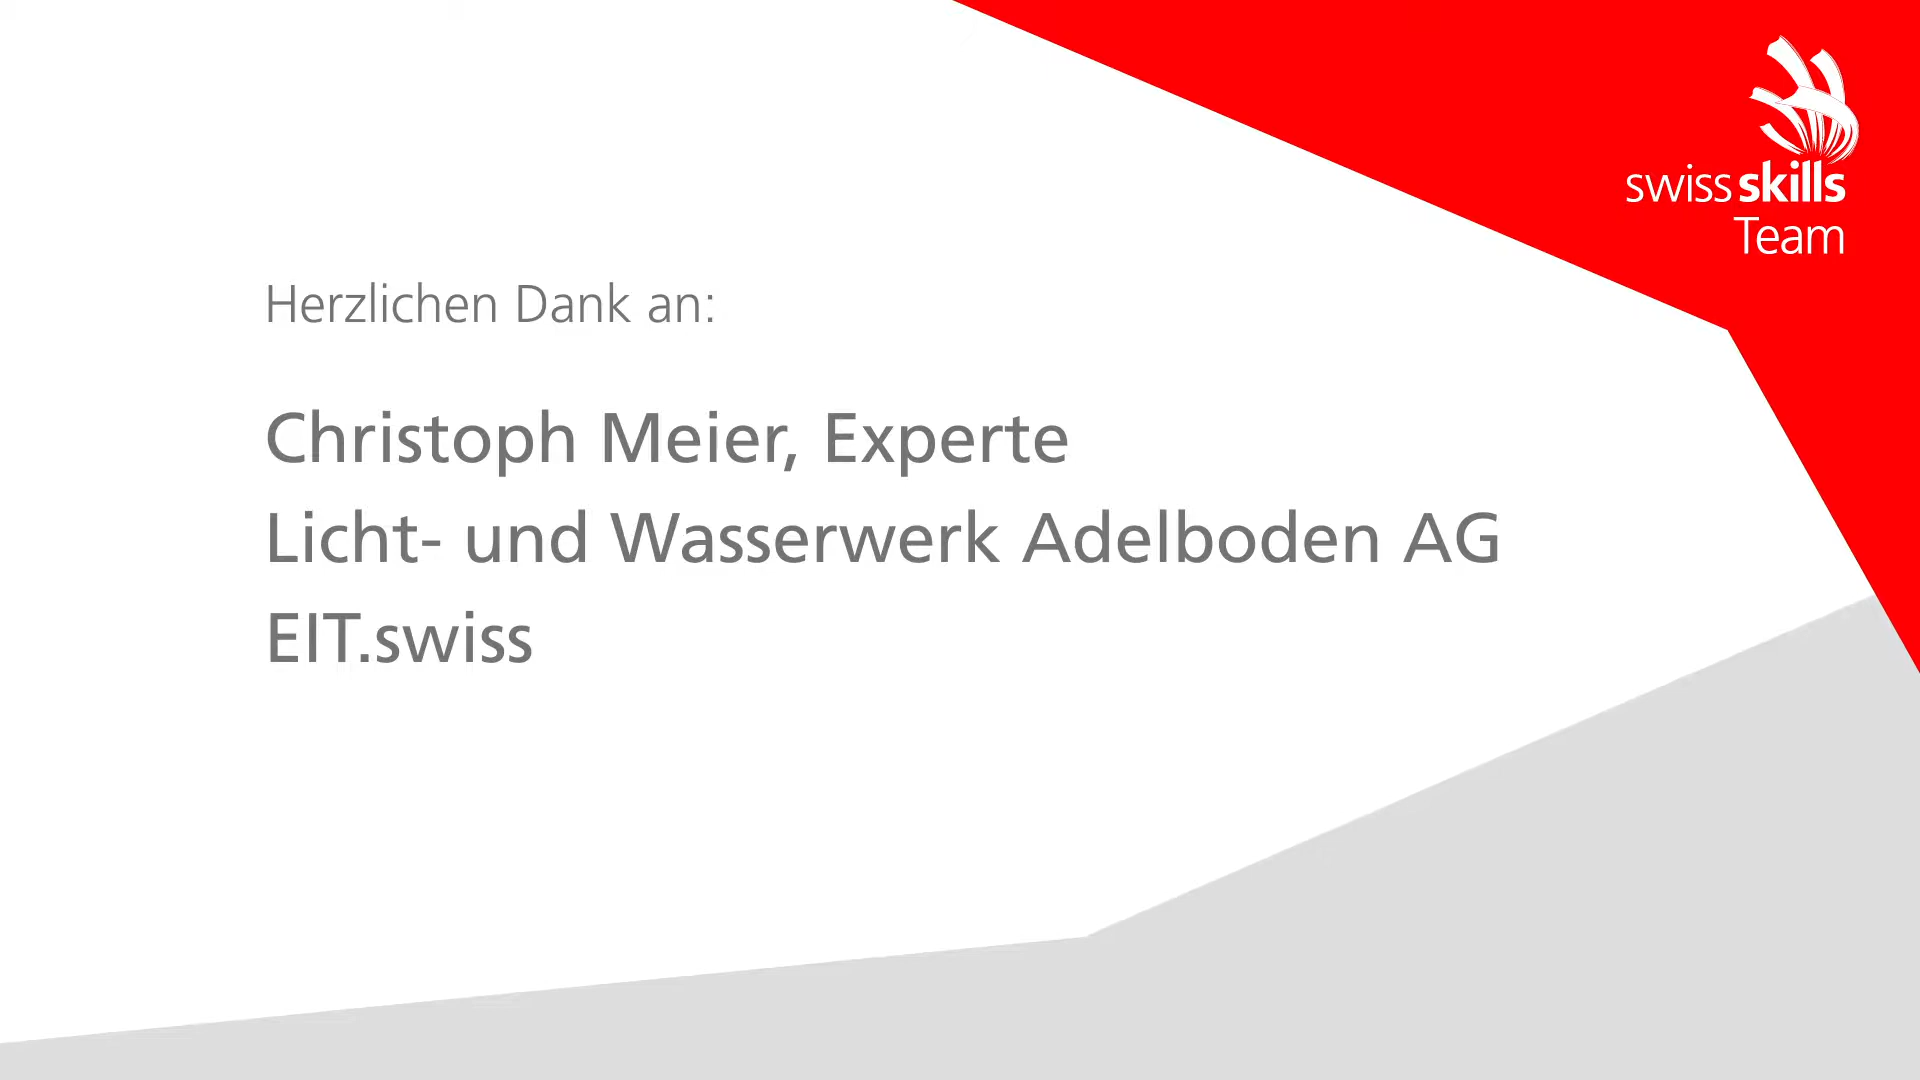 swiss skills
Team
Herzlichen Dank an:
Christoph Meier, Experte
Licht- und Wasserwerk Adelboden AG
EIT.swiss